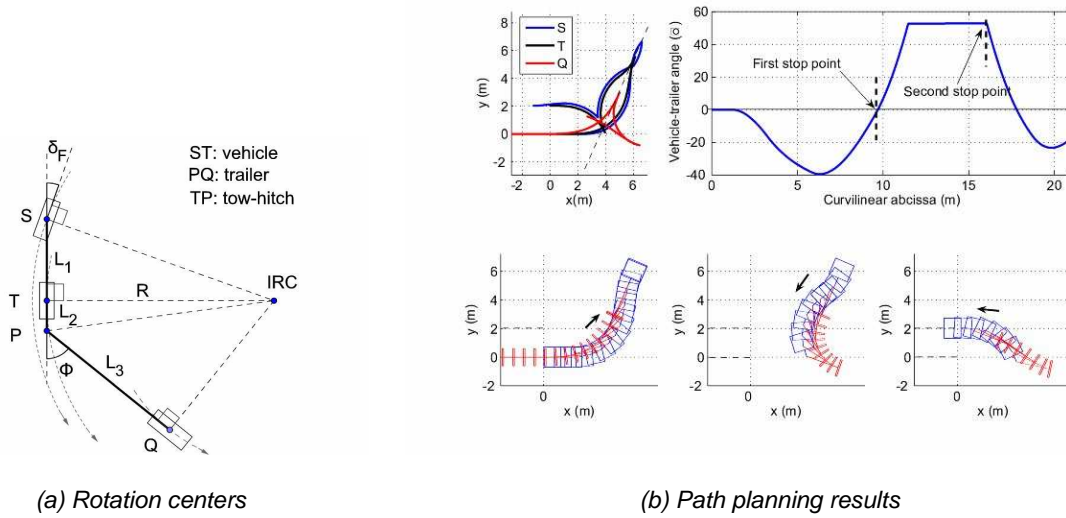 δF
ST: vehicle
PQ: trailer
TP: tow-hitch
S
L1
IRC
T
R
L2
P
L3
Φ
Q
(a) Rotation centers
8
6
4
2
0
-2
y (m)
S
T
Q
-2 0 2 4 6
x(m)
60
40
20
0
-20
-40
Vehicle-trailer angle (°)
First stop point
Second stop point
0 5 10 15 20
Curvilinear abcissa (m)
6
4
2
0
-2
y (m)
0
x (m)
6
4
2
0
-2
y (m)
0
x (m)
6
4
2
0
-2
y (m)
0
x (m)
(b) Path planning results